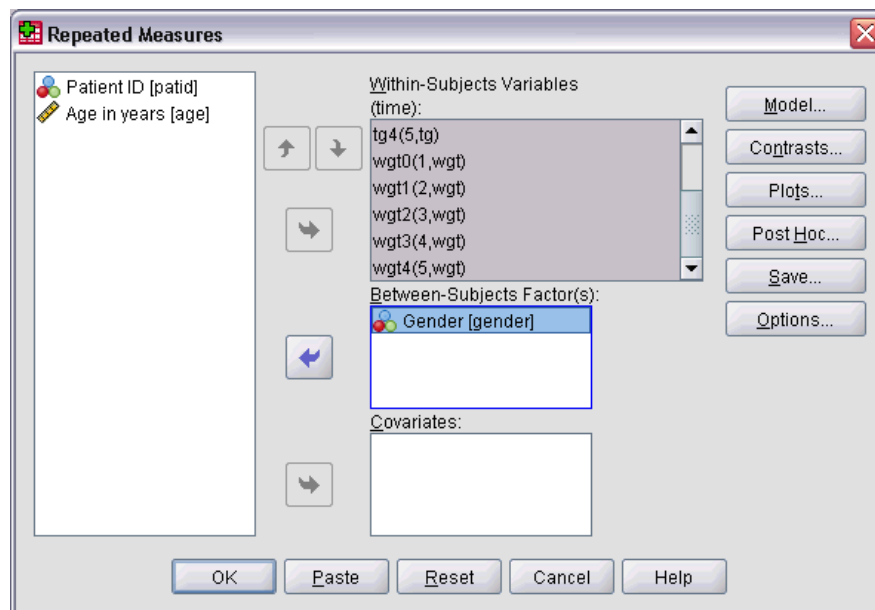 Repeated Measures
Patient ID [patid]
Age in years [age]
Within-Subjects Variables
(time):
tg4(5,tg)
wgt0(1,wgt)
wgt1(2,wgt)
wgt2(3,wgt)
wgt3(4,wgt)
wgt4(5,wgt)
Between-Subjects Factor(s):
Gender [gender]
Covariates:
Model...
Contrasts...
Plots...
Post Hoc...
Save...
Options...
OK
Paste
Reset
Cancel
Help